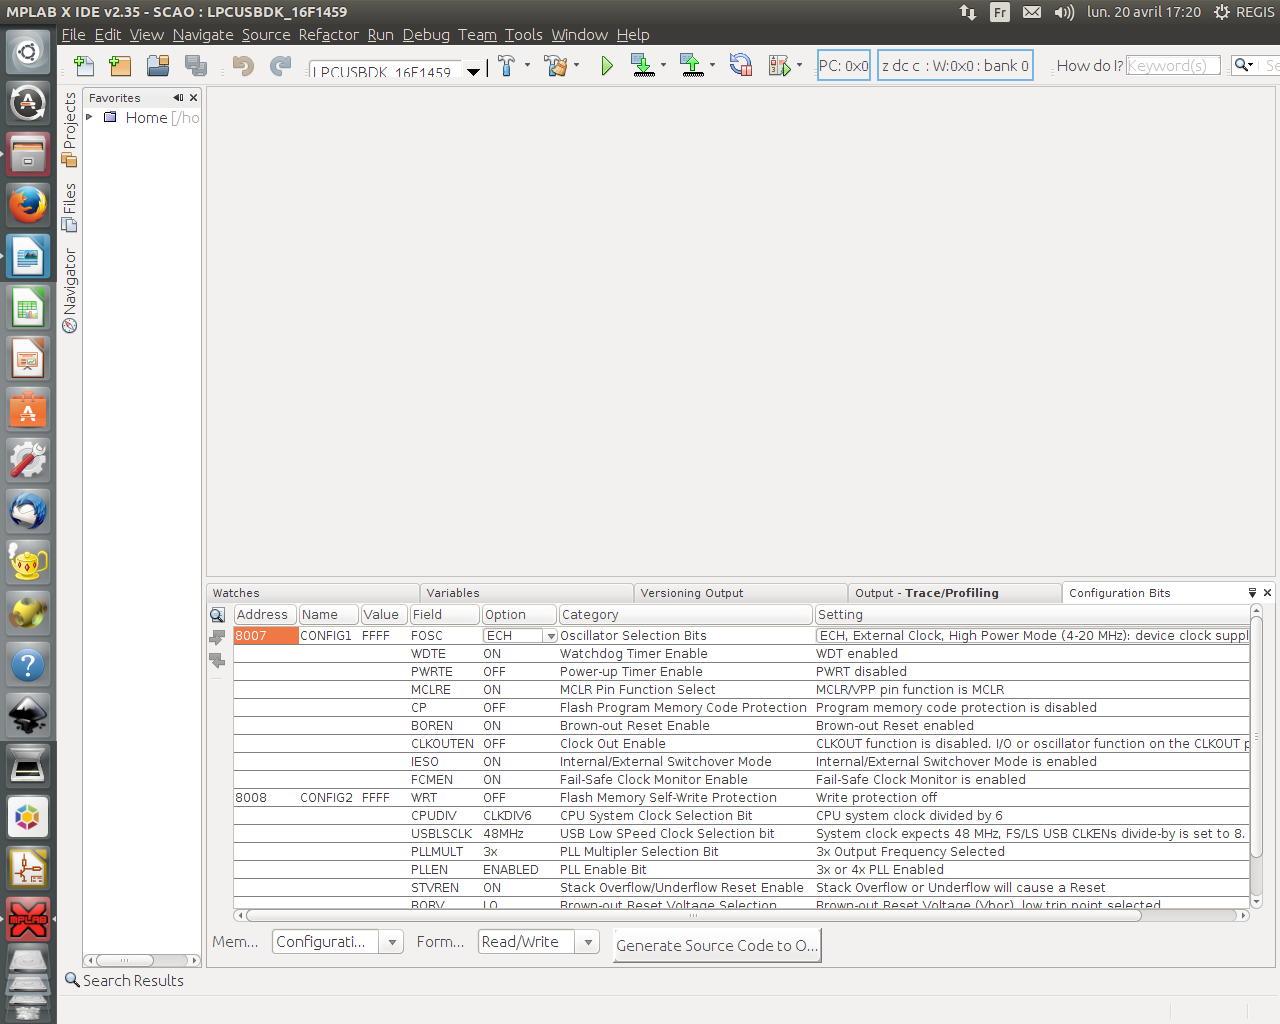 MPLAB X IDE v2.35 - SCAO : LPCUSBDK_16F1459 Fr lun. 20 avril 17:20 REGIS
File Edit View Navigate Source Refactor Run Debug Team Tools Window Help
LPCUSBDK_16F1459 PC: 0x0 z dc c : W:0x0 : bank 0 How do I? Keyword(s) Se
Projects
Files
Navigator
Favorites
Home [/ho
Watches Variables Versioning Output Output - Trace/Profiling Configuration Bits
Address Name Value Field Option Category Setting
8007 CONFIG1 FFFF FOSC ECH Oscillator Selection Bits ECH, External Clock, High Power Mode (4-20 MHz): device clock suppl
WDTE ON Watchdog Timer Enable WDT enabled
PWRTE OFF Power-up Timer Enable PWRT disabled
MCLRE ON MCLR Pin Function Select MCLR/VPP pin function is MCLR
CP OFF Flash Program Memory Code Protection Program memory code protection is disabled
BOREN ON Brown-out Reset Enable Brown-out Reset enabled
CLKOUTEN OFF Clock Out Enable CLKOUT function is disabled. I/O or oscillator function on the CLKOUT p
IESO ON Internal/External Switchover Mode Internal/External Switchover Mode is enabled
FCMEN ON Fail-Safe Clock Monitor Enable Fail-Safe Clock Monitor is enabled
8008 CONFIG2 FFFF WRT OFF Flash Memory Self-Write Protection Write protection off
CPUDIV CLKDIV6 CPU System Clock Selection Bit CPU system clock divided by 6
USBLSCLK 48MHz USB Low SPeed Clock Selection bit System clock expects 48 MHz, FS/LS USB CLKENs divide-by is set to 8.
PLLMULT 3x PLL Multipler Selection Bit 3x Output Frequency Selected
PLLEN ENABLED PLL Enable Bit 3x or 4x PLL Enabled
STVREN ON Stack Overflow/Underflow Reset Enable Stack Overflow or Underflow will cause a Reset
BORV LO Brown-out Reset Voltage Selection Brown-out Reset Voltage (Vbor), low trip point selected.
Mem... Configurati... Form... Read/Write Generate Source Code to O...
Search Results
MPLAB